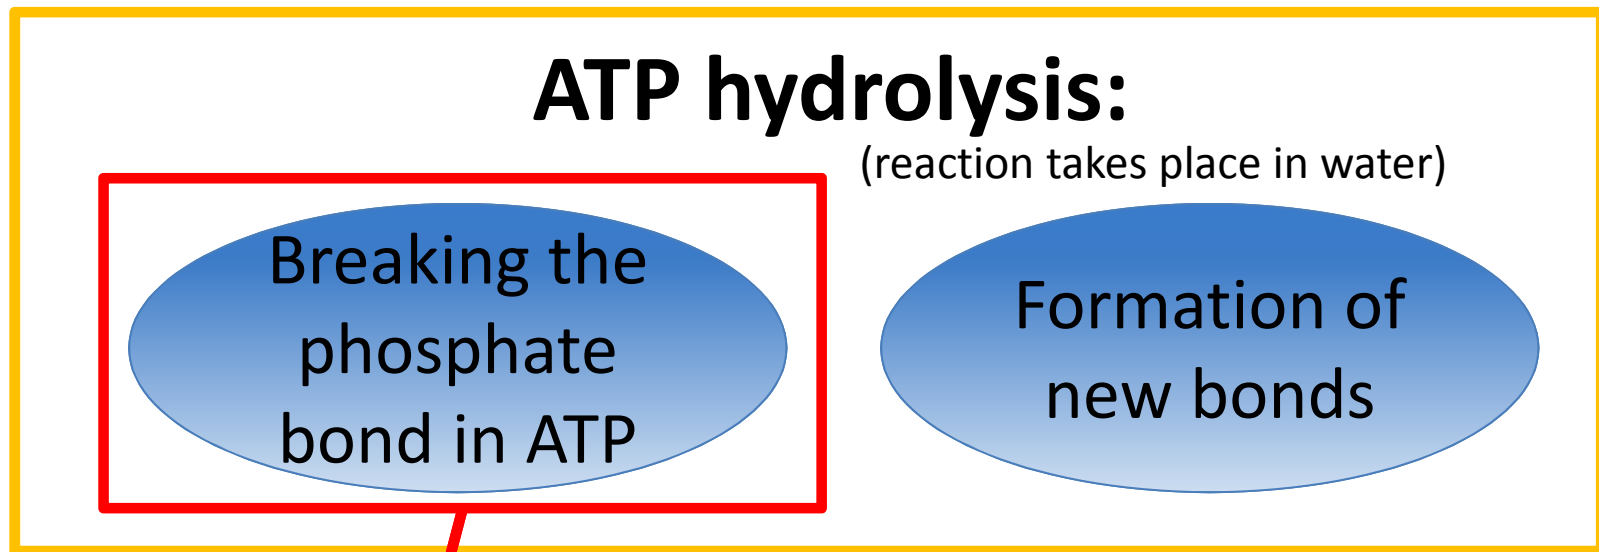 ATP hydrolysis:
(reaction takes place in water)
Breaking the
phosphate
bond in ATP
Formation of
new bonds